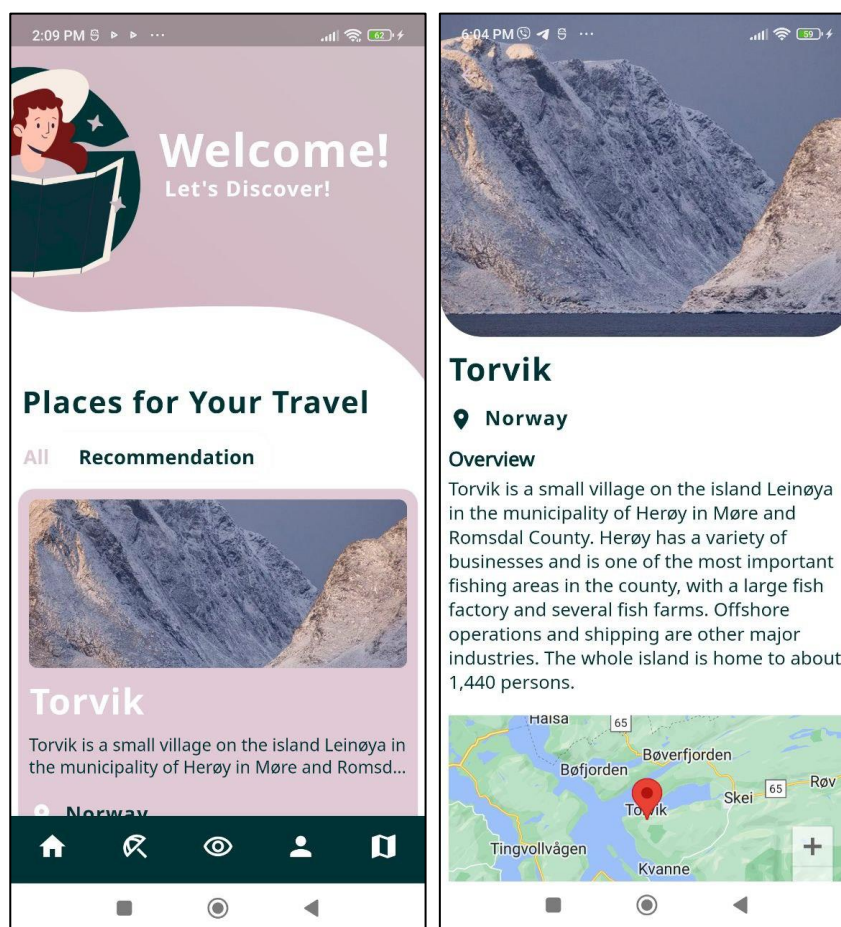 2:09 PM
62
Welcome!
Let's Discover!
Places for Your Travel
All Recommendation
Torvik
Torvik is a small village on the island Leinøya in
the municipality of Herøy in Møre and Romsd...
Norway
6:04 PM
59
Torvik
Norway
Overview
Torvik is a small village on the island Leinøya
in the municipality of Herøy in Møre and
Romsdal County. Herøy has a variety of
businesses and is one of the most important
fishing areas in the county, with a large fish
factory and several fish farms. Offshore
operations and shipping are other major
industries. The whole island is home to about
1,440 persons.
Halsa
65
Bøverfjorden
Bøfjorden
Røv
65
Skei
Torvik
Tingvollvågen
+
Kvanne